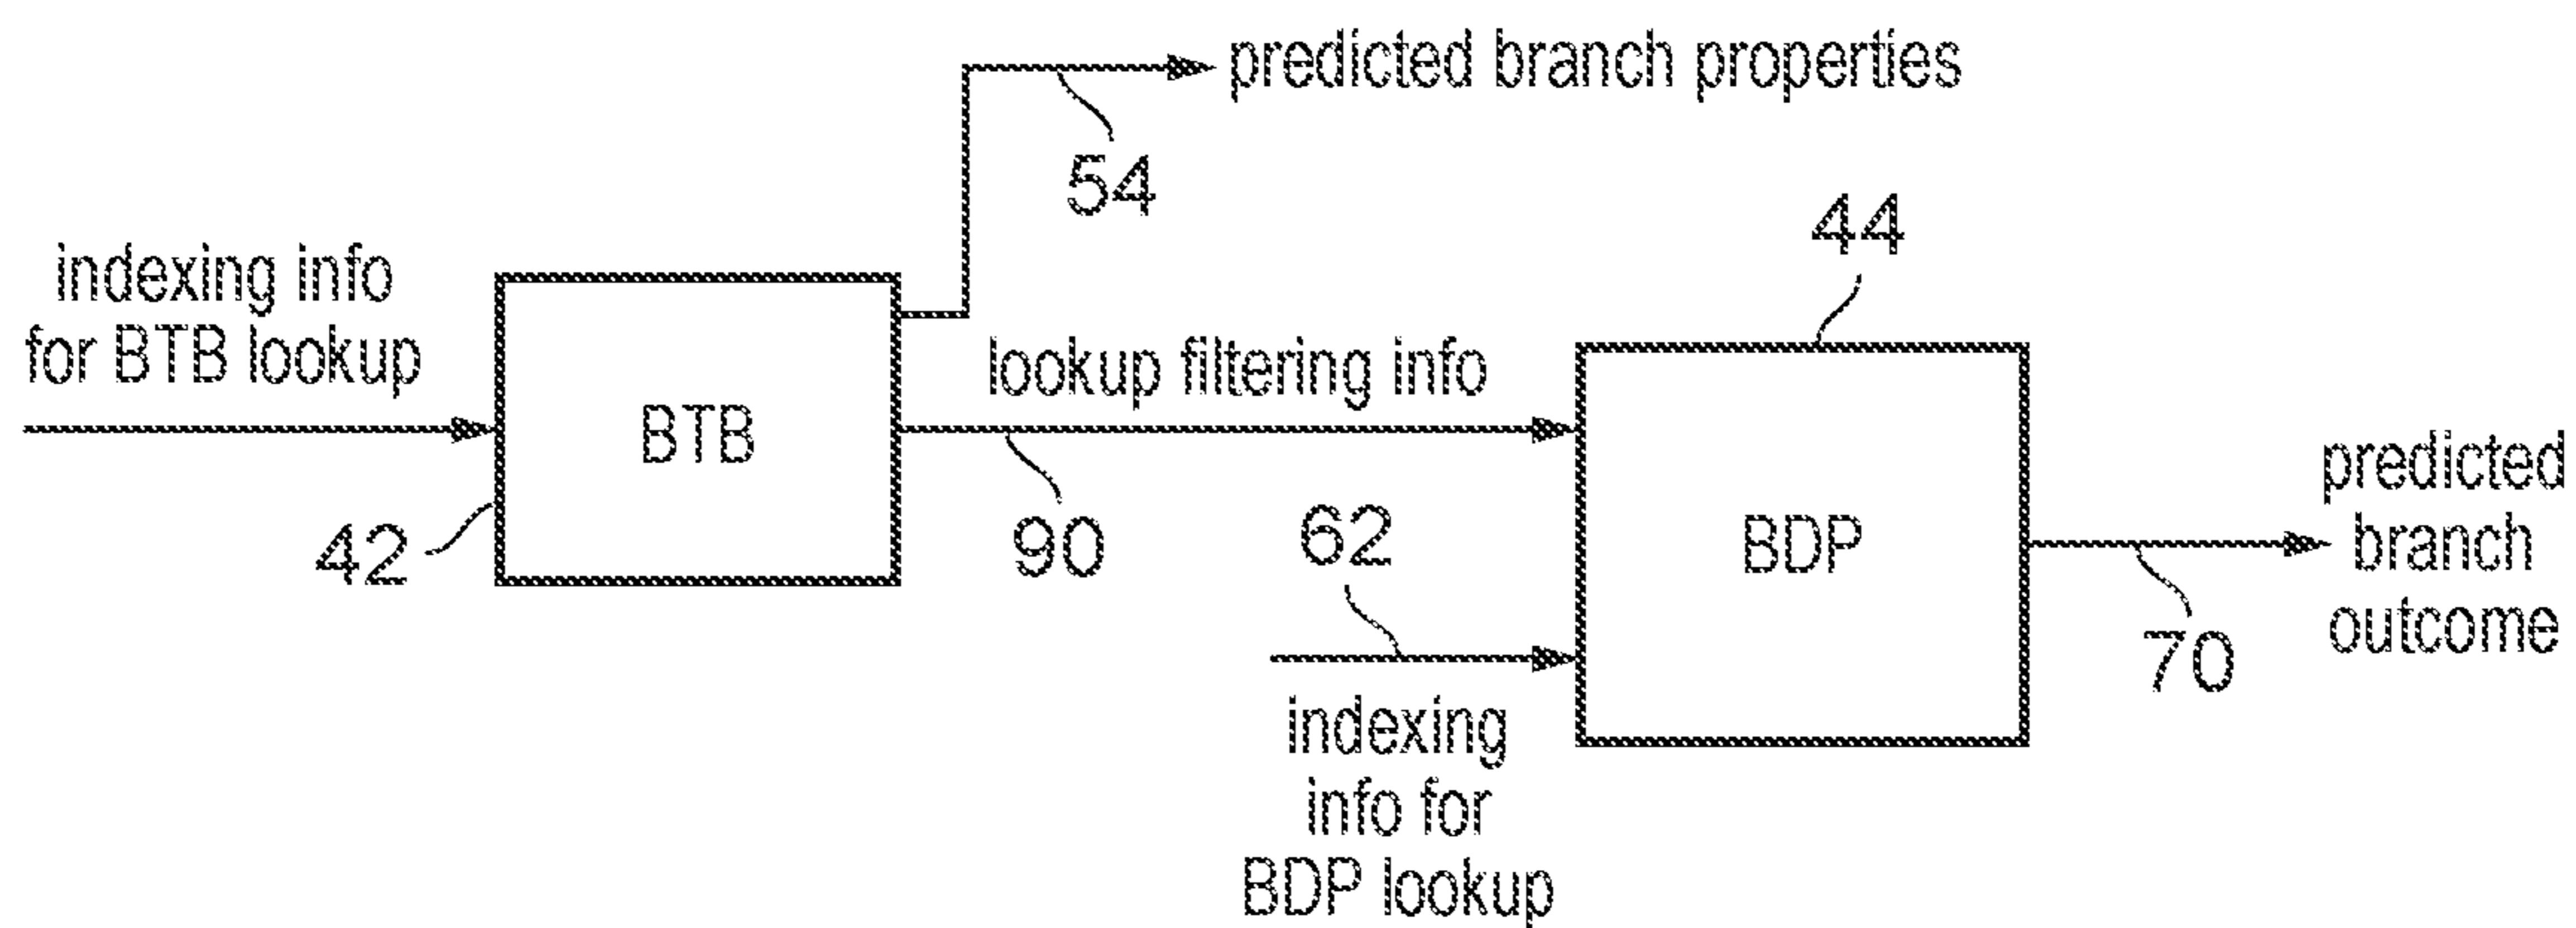 predicted branch properties
54
44
indexing info
for BTB lookup
lookup filtering info
BTB
42
90
62
BDP
predicted
branch
outcome
70
indexing
info for
BDP lookup